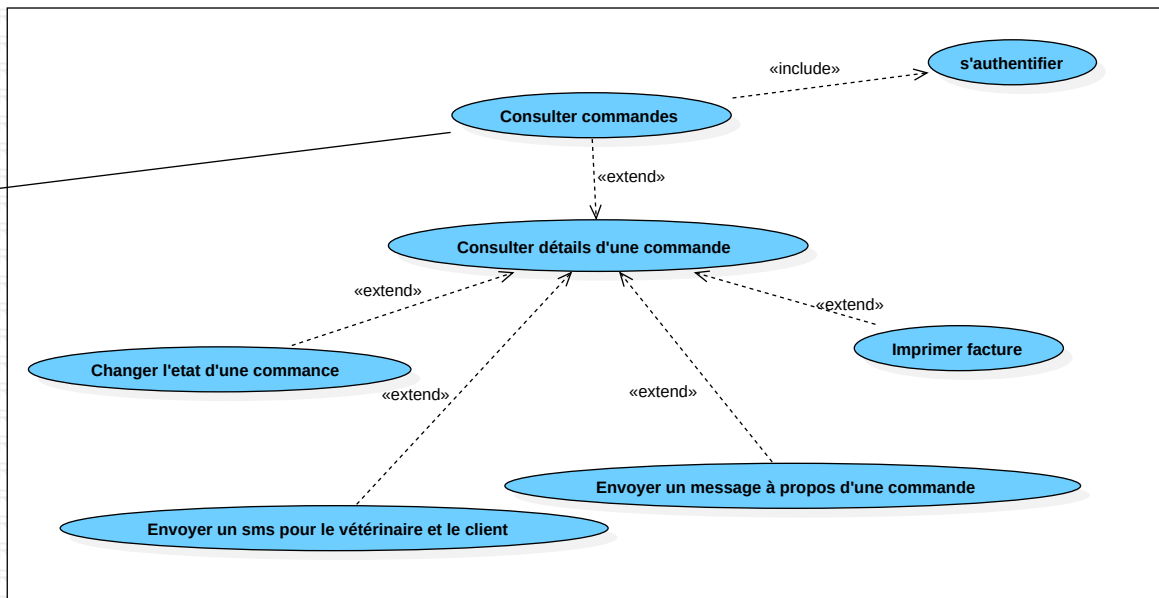 s'authentifier
«include»
Consulter commandes
«extend»
Consulter détails d'une commande
«extend»
«extend»
Imprimer facture
Changer l'etat d'une commance
«extend»
«extend»
Envoyer un message à propos d'une commande
Envoyer un sms pour le vétérinaire et le client